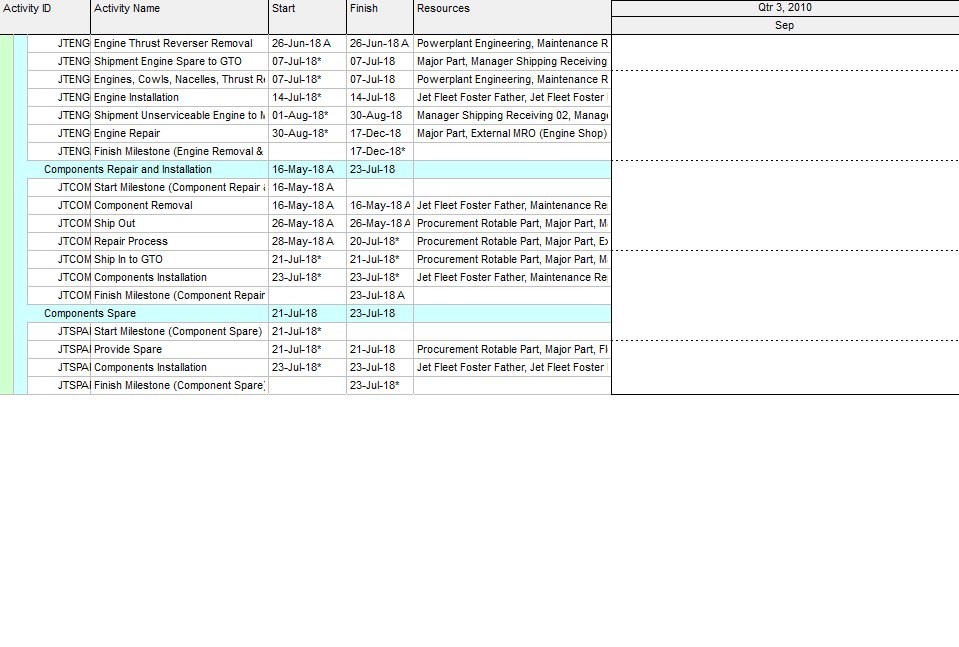 Activity ID Activity Name Start Finish Resources Qtr 3, 2010
Sep
JTENG Engine Thrust Reverser Removal 26-Jun-18 A 26-Jun-18 A Powerplant Engineering, Maintenance R
JTENG Shipment Engine Spare to GTO 07-Jul-18* 07-Jul-18 Major Part, Manager Shipping Receiving
JTENG Engines, Cowls, Nacelles, Thrust R 07-Jul-18* 07-Jul-18 Powerplant Engineering, Maintenance R
JTENG Engine Installation 14-Jul-18* 14-Jul-18 Jet Fleet Foster Father, Jet Fleet Foster
JTENG Shipment Unserviceable Engine to M 01-Aug-18* 30-Aug-18 Manager Shipping Receiving 02, Manag
JTENG Engine Repair 30-Aug-18* 17-Dec-18 Major Part, External MRO (Engine Shop)
JTENG Finish Milestone (Engine Removal & 17-Dec-18*
Components Repair and Installation 16-May-18 A 23-Jul-18
JTCOM Start Milestone (Component Repair 16-May-18 A
JTCOM Component Removal 16-May-18 A 16-May-18 A Jet Fleet Foster Father, Maintenance Re
JTCOM Ship Out 26-May-18 A 26-May-18 A Procurement Rotable Part, Major Part, M
JTCOM Repair Process 28-May-18 A 20-Jul-18* Procurement Rotable Part, Major Part, Ex
JTCOM Ship In to GTO 21-Jul-18* 21-Jul-18* Procurement Rotable Part, Major Part, M
JTCOM Components Installation 23-Jul-18* 23-Jul-18* Jet Fleet Foster Father, Maintenance Re
JTCOM Finish Milestone (Component Repair 23-Jul-18 A
Components Spare 21-Jul-18 23-Jul-18
JTSPA Start Milestone (Component Spare) 21-Jul-18*
JTSPA Provide Spare 21-Jul-18* 21-Jul-18 Procurement Rotable Part, Major Part, Fl
JTSPA Components Installation 23-Jul-18* 23-Jul-18 Jet Fleet Foster Father, Jet Fleet Foster
JTSPA Finish Milestone (Component Spare) 23-Jul-18*